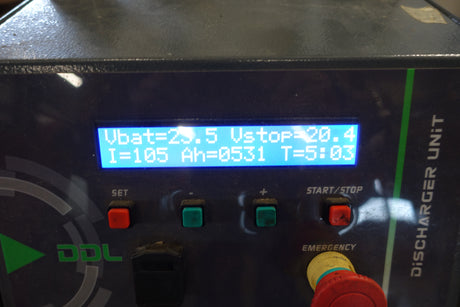 Vbat=23.5 Vstop=20.4
I=105 Ah=0531 T=5:03
SET
-
+
START/STOP
DDL
EMERGENCY
DiSCHARGER UNiT